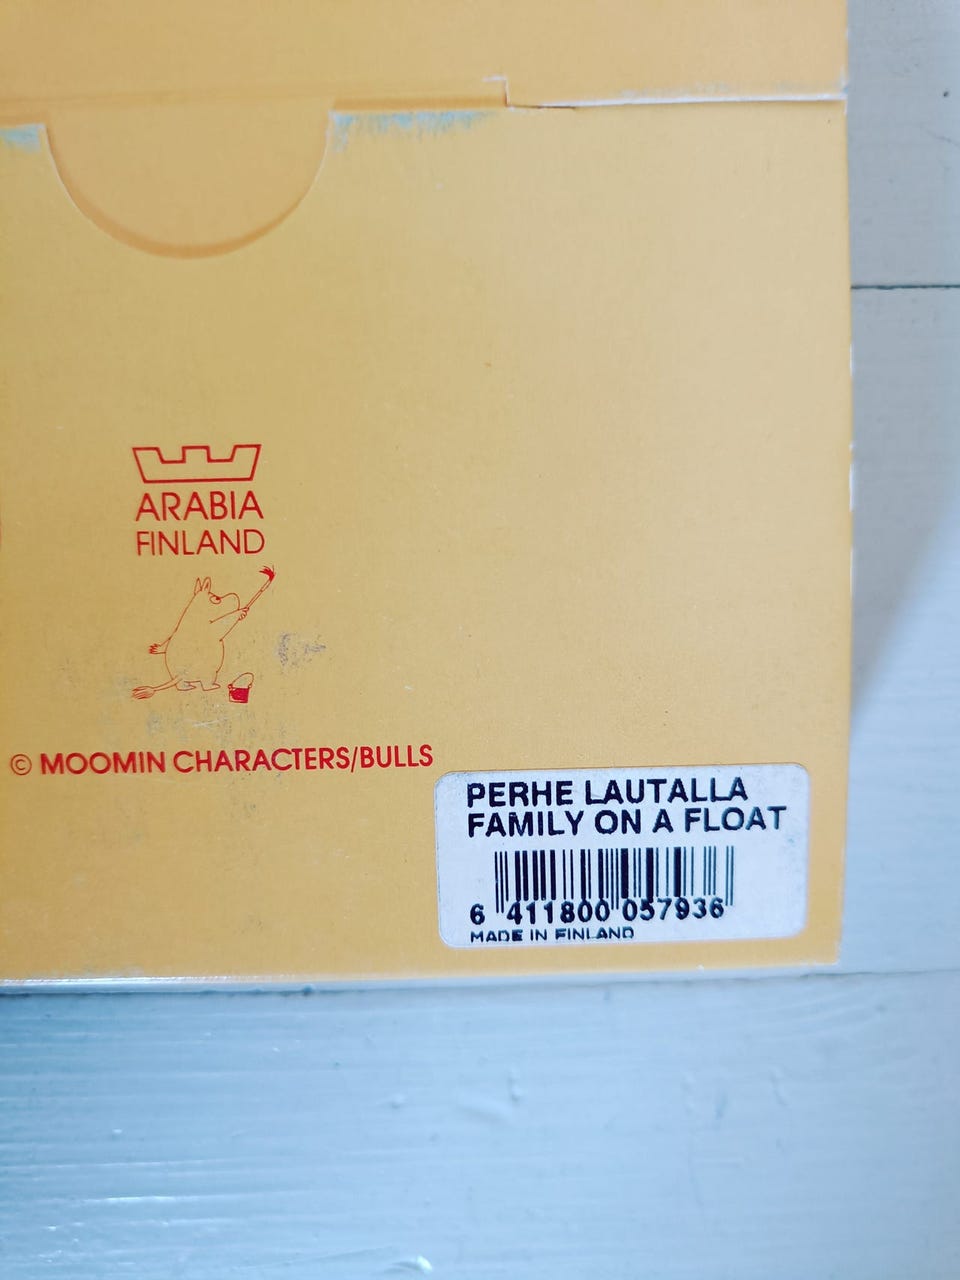 ARABIA
FINLAND
© MOOMIN CHARACTERS/BULLS
PERHE LAUTALLA
FAMILY ON A FLOAT
6 411800 057936
MADE IN FINLAND